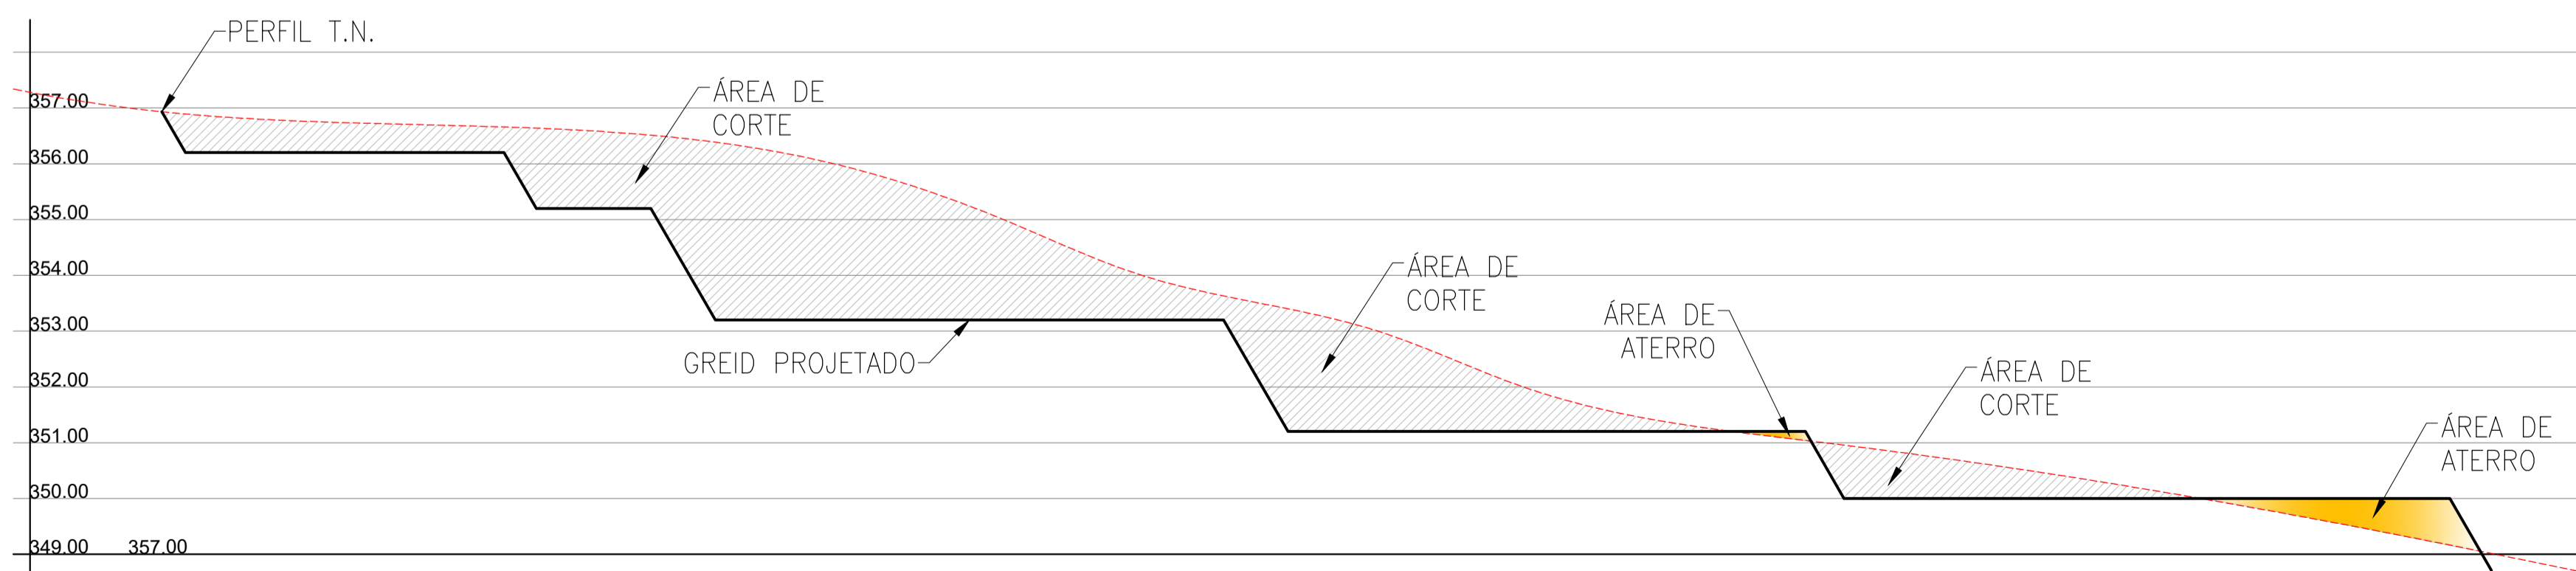 PERFIL T.N.
ÁREA DE
CORTE
357.00
356.00
355.00
354.00
ÁREA DE
CORTE
353.00
ÁREA DE
ATERRO
GREID PROJETADO
352.00
ÁREA DE
CORTE
351.00
ÁREA DE
ATERRO
350.00
349.00 357.00